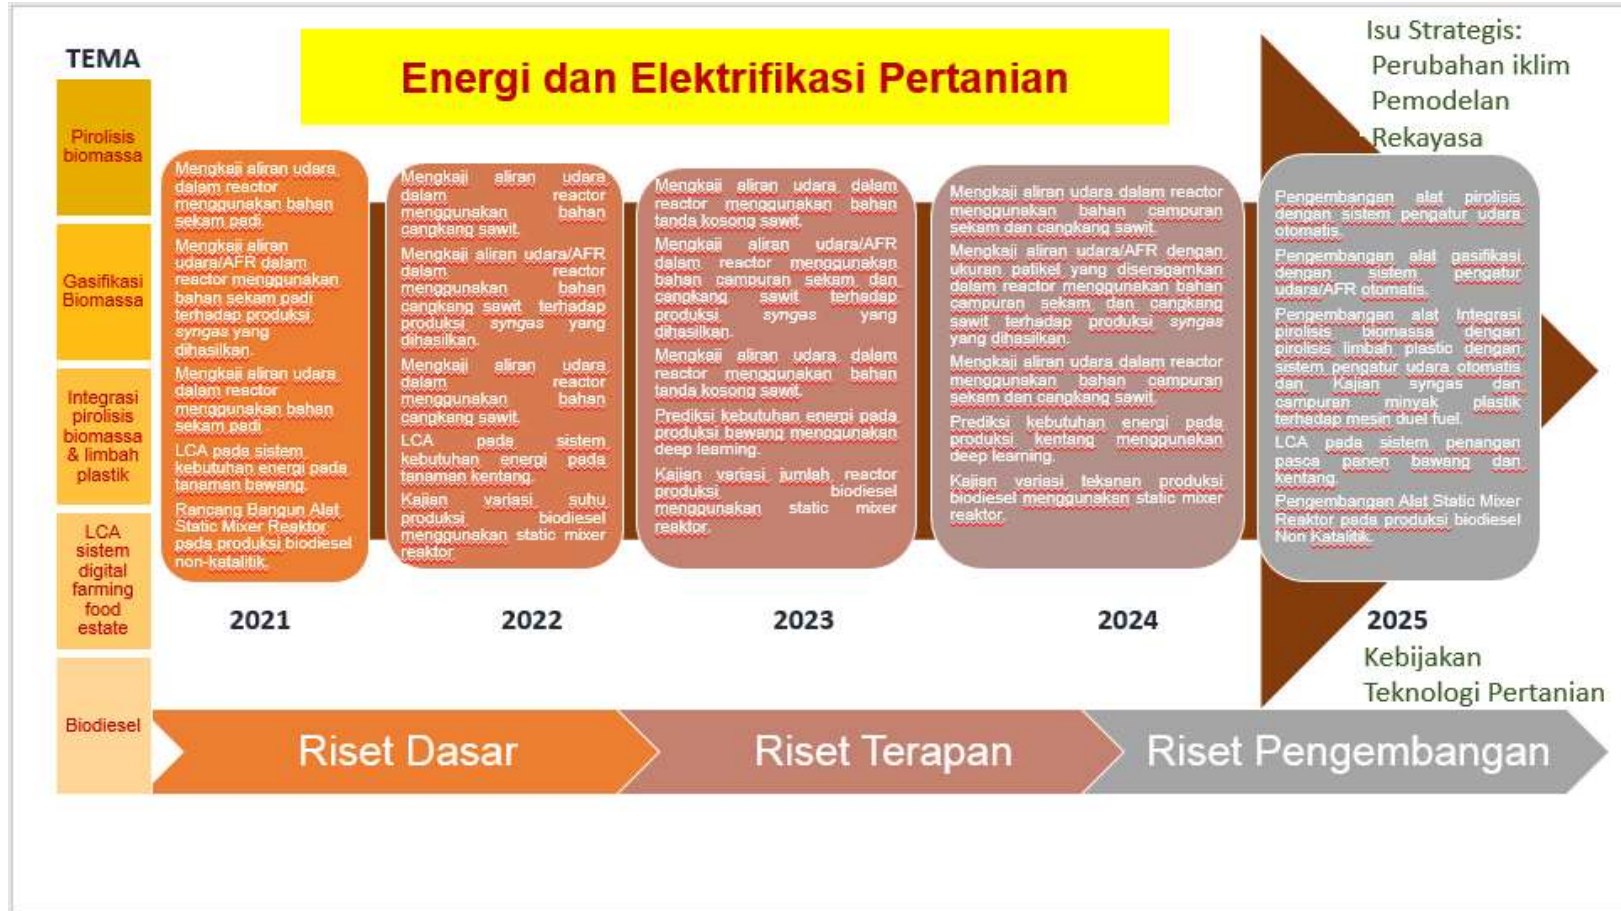 TEMA
Energi dan Elektrifikasi Pertanian
Isu Strategis:
Perubahan iklim
Pemodelan
Rekayasa
Pirolisis
biomassa
Gasifikasi
Biomassa
Integrasi
pirolisis
biomassa
& limbah
plastik
LCA
sistem
digital
farming
food
estate
Biodiesel
Mengkaji aliran udara
dalam reactor
menggunakan bahan
sekam padi.
Mengkaji aliran
udara/AFR dalam
reactor menggunakan
bahan sekam padi
terhadap produksi
syngas yang
dihasilkan.
Mengkaji aliran udara
dalam reactor
menggunakan bahan
sekam padi .
LCA pada sistem
kebutuhan energi pada
tanaman bawang.
Rancang Bangun Alat
Static Mixer Reaktor
pada produksi biodiesel
non-katalitik.
2021
Mengkaji aliran udara
dalam reactor
menggunakan bahan
cangkang sawit.
Mengkaji aliran udara/AFR
dalam reactor
menggunakan bahan
cangkang sawit terhadap
produksi syngas yang
dihasilkan.
Mengkaji aliran udara
dalam reactor
menggunakan bahan
cangkang sawit.
LCA pada sistem
kebutuhan energi pada
tanaman kentang.
Kajian variasi suhu
produksi biodiesel
menggunakan static mixer
reaktor
2022
Mengkaji aliran udara dalam
reactor menggunakan bahan
tanda kosong sawit.
Mengkaji aliran udara/AFR
dalam reactor menggunakan
bahan campuran sekam dan
cangkang sawit terhadap
produksi syngas yang
dihasilkan.
Mengkaji aliran udara dalam
reactor menggunakan bahan
tanda kosong sawit.
Prediksi kebutuhan energi pada
produksi bawang menggunakan
deep learning.
Kajian variasi jumlah reactor
produksi biodiesel
menggunakan static mixer
reaktor.
2023
Mengkaji aliran udara dalam reactor
menggunakan bahan campuran
sekam dan cangkang sawit.
Mengkaji aliran udara/AFR dengan
ukuran patikel yang diseragamkan
dalam reactor menggunakan bahan
campuran sekam dan cangkang
sawit terhadap produksi syngas
yang dihasilkan.
Mengkaji aliran udara dalam reactor
menggunakan bahan campuran
sekam dan cangkang sawit.
Prediksi kebutuhan energi pada
produksi kentang menggunakan
deep learning.
Kajian variasi tekanan produksi
biodiesel menggunakan static mixer
reaktor.
2024
Pengembangan alat pirolisis
dengan sistem pengatur udara
otomatis.
Pengembangan alat gasifikasi
dengan sistem pengatur
udara/AFR otomatis.
Pengembangan alat Integrasi
pirolisis biomassa dengan
pirolisis limbah plastic dengan
sistem pengatur udara otomatis
dan Kajian syngas dan
campuran minyak plastik
terhadap mesin duel fuel.
LCA pada sistem penangan
pasca panen bawang dan
kentang.
Pengembangan Alat Static Mixer
Reaktor pada produksi biodiesel
Non Katalitik.
2025
Kebijakan
Teknologi Pertanian
Riset Dasar
Riset Terapan
Riset Pengembangan